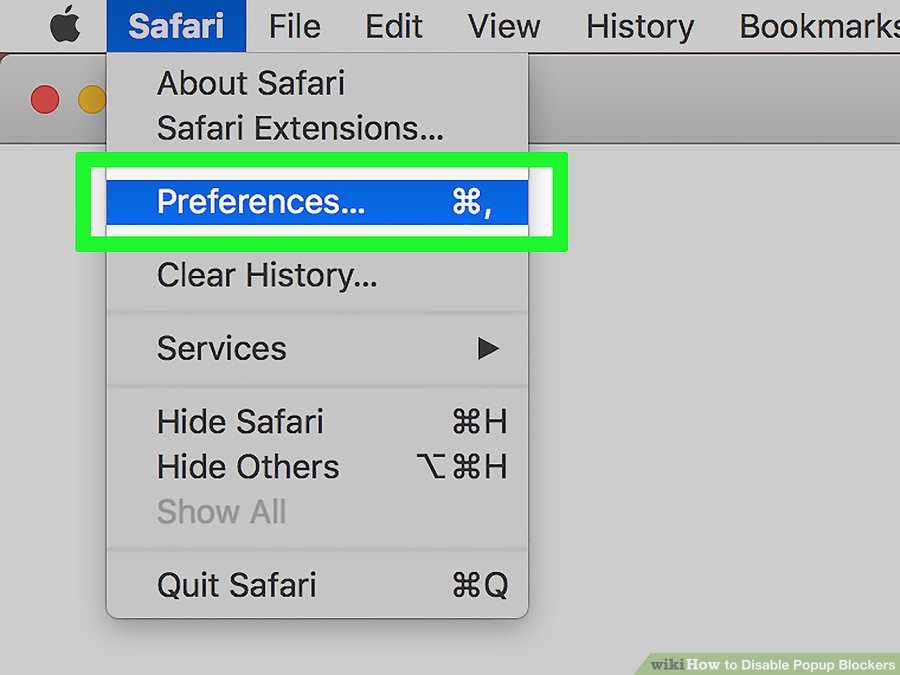 Safari File Edit View History Bookmarks
About Safari
Safari Extensions...
Preferences... ⌘,
Clear History...
Services ▶
Hide Safari ⌘H
Hide Others ⌥⌘H
Show All
Quit Safari ⌘Q
wikiHow to Disable Popup Blockers